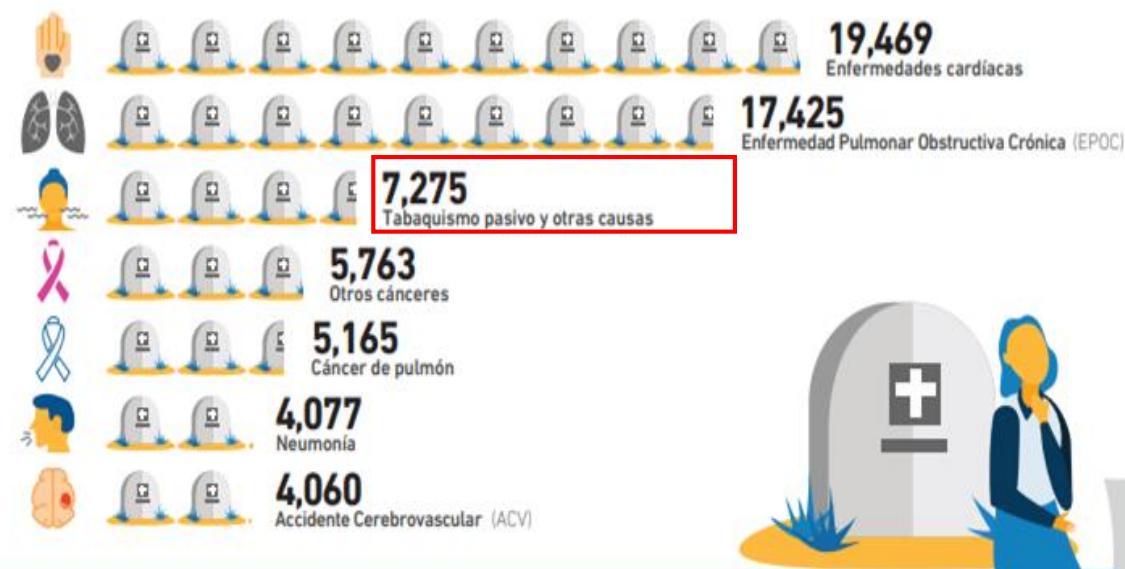 19,469
Enfermedades cardíacas
17,425
Enfermedad Pulmonar Obstructiva Crónica (EPOC)
7,275
Tabaquismo pasivo y otras causas
5,763
Otros cánceres
5,165
Cáncer de pulmón
4,077
Neumonía
4,060
Accidente Cerebrovascular (ACV)